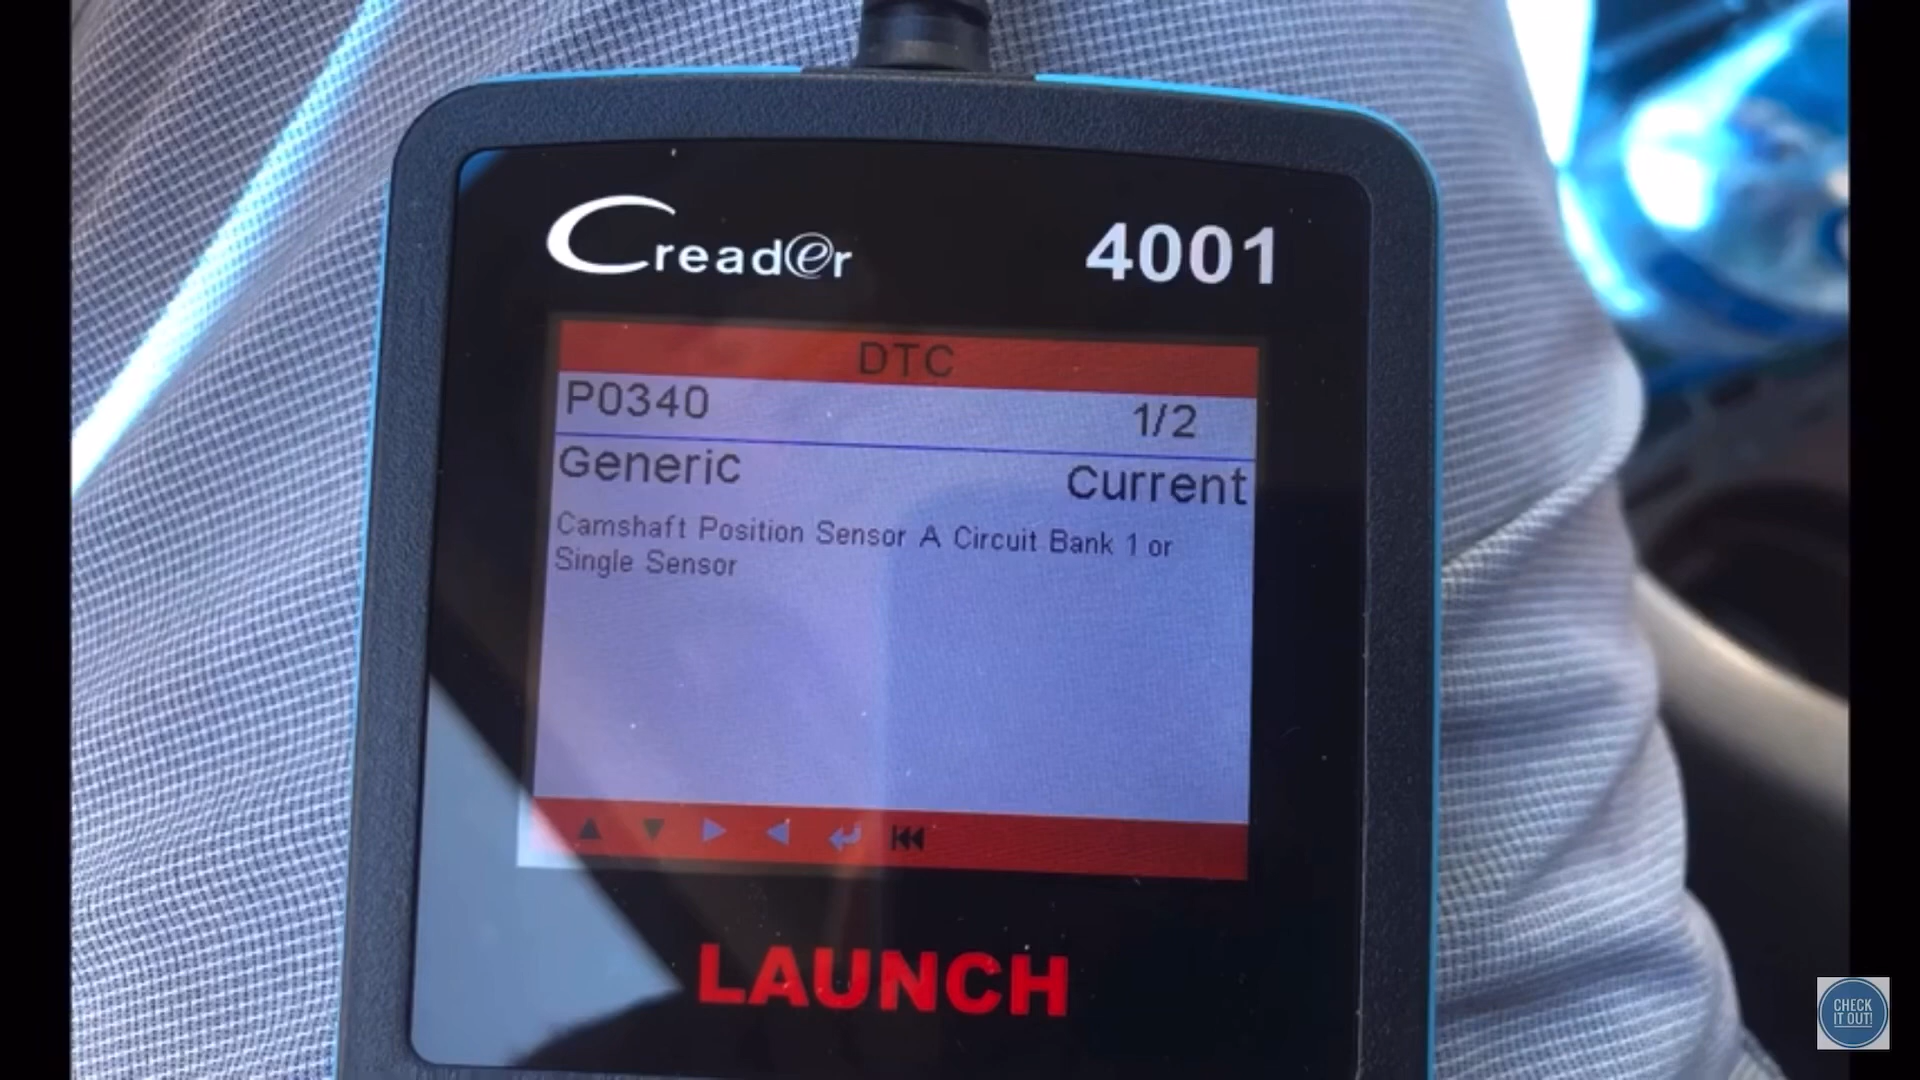 Creader 4001
DTC
P0340 1/2
Generic Current
Camshaft Position Sensor A Circuit Bank 1 or
Single Sensor
LAUNCH
CHECK
IT OUT!